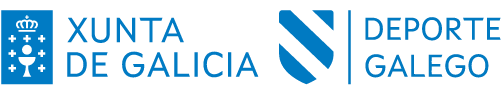 XUNTA
DE GALICIA
DEPORTE
GALEGO